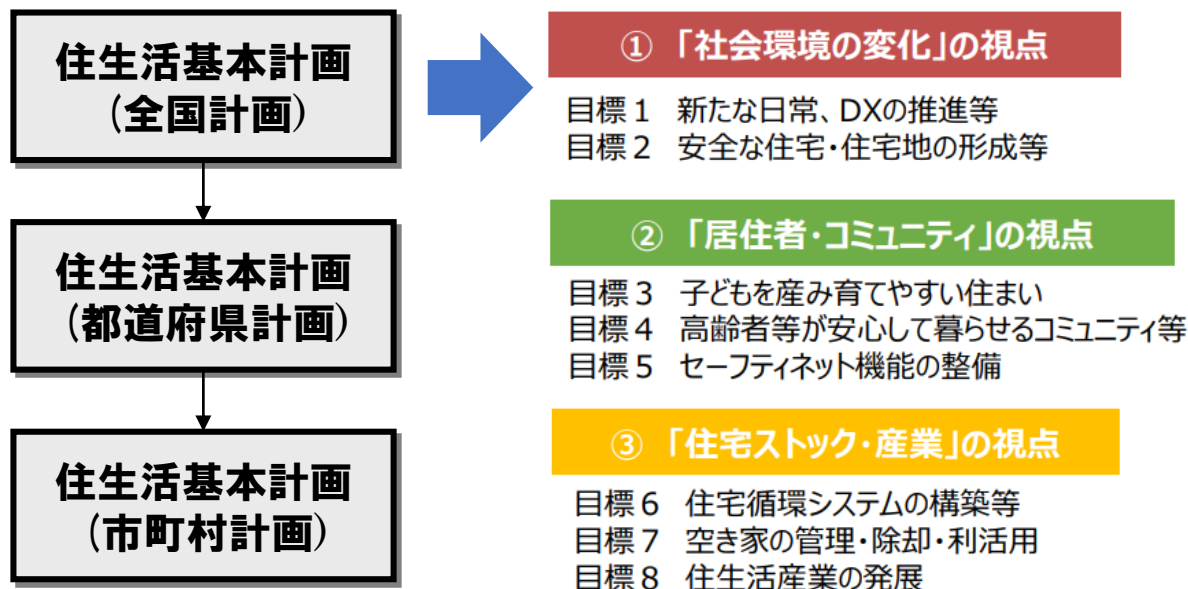 住生活基本計画
(全国計画)
住生活基本計画
(都道府県計画)
住生活基本計画
(市町村計画)
① 「社会環境の変化」の視点
目標1 新たな日常、DXの推進等
目標2 安全な住宅・住宅地の形成等
② 「居住者・コミュニティ」の視点
目標3 子どもを産み育てやすい住まい
目標4 高齢者等が安心して暮らせるコミュニティ等
目標5 セーフティネット機能の整備
③ 「住宅ストック・産業」の視点
目標6 住宅循環システムの構築等
目標7 空き家の管理・除却・利活用
目標8 住生活産業の発展